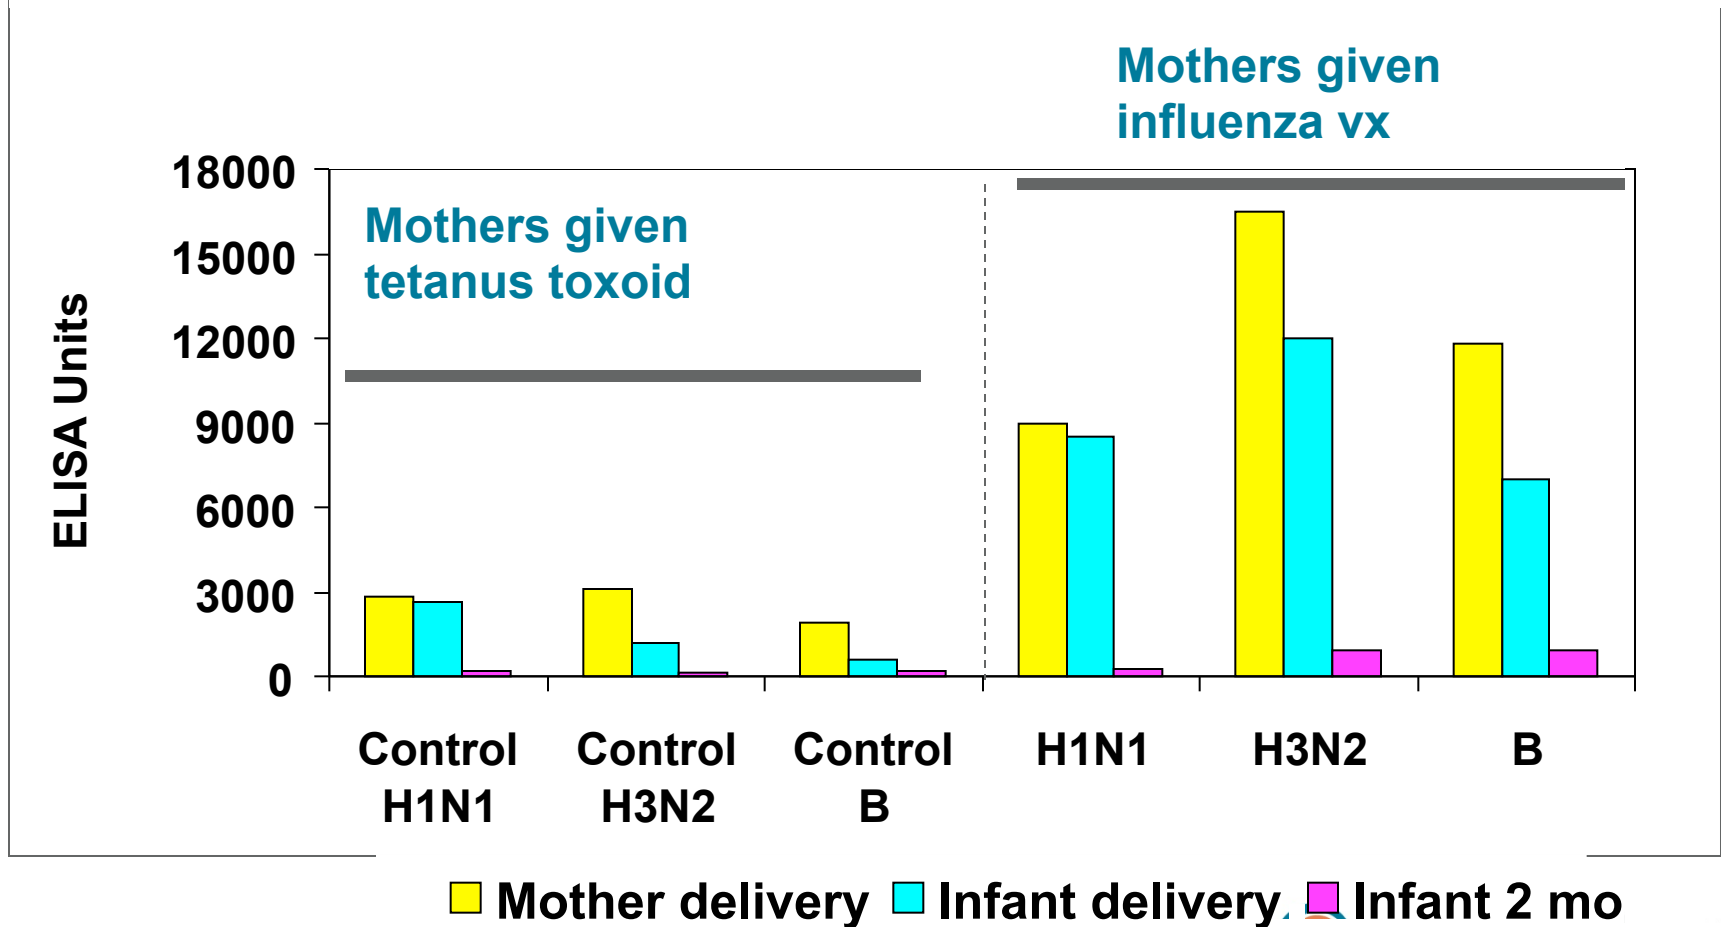 Mothers given
influenza vx
18000
15000
12000
9000
6000
3000
0
ELISA Units
Mothers given
tetanus toxoid
Control
H1N1
Control
H3N2
Control
B
H1N1
H3N2
B
Mother delivery
Infant delivery
Infant 2 mo